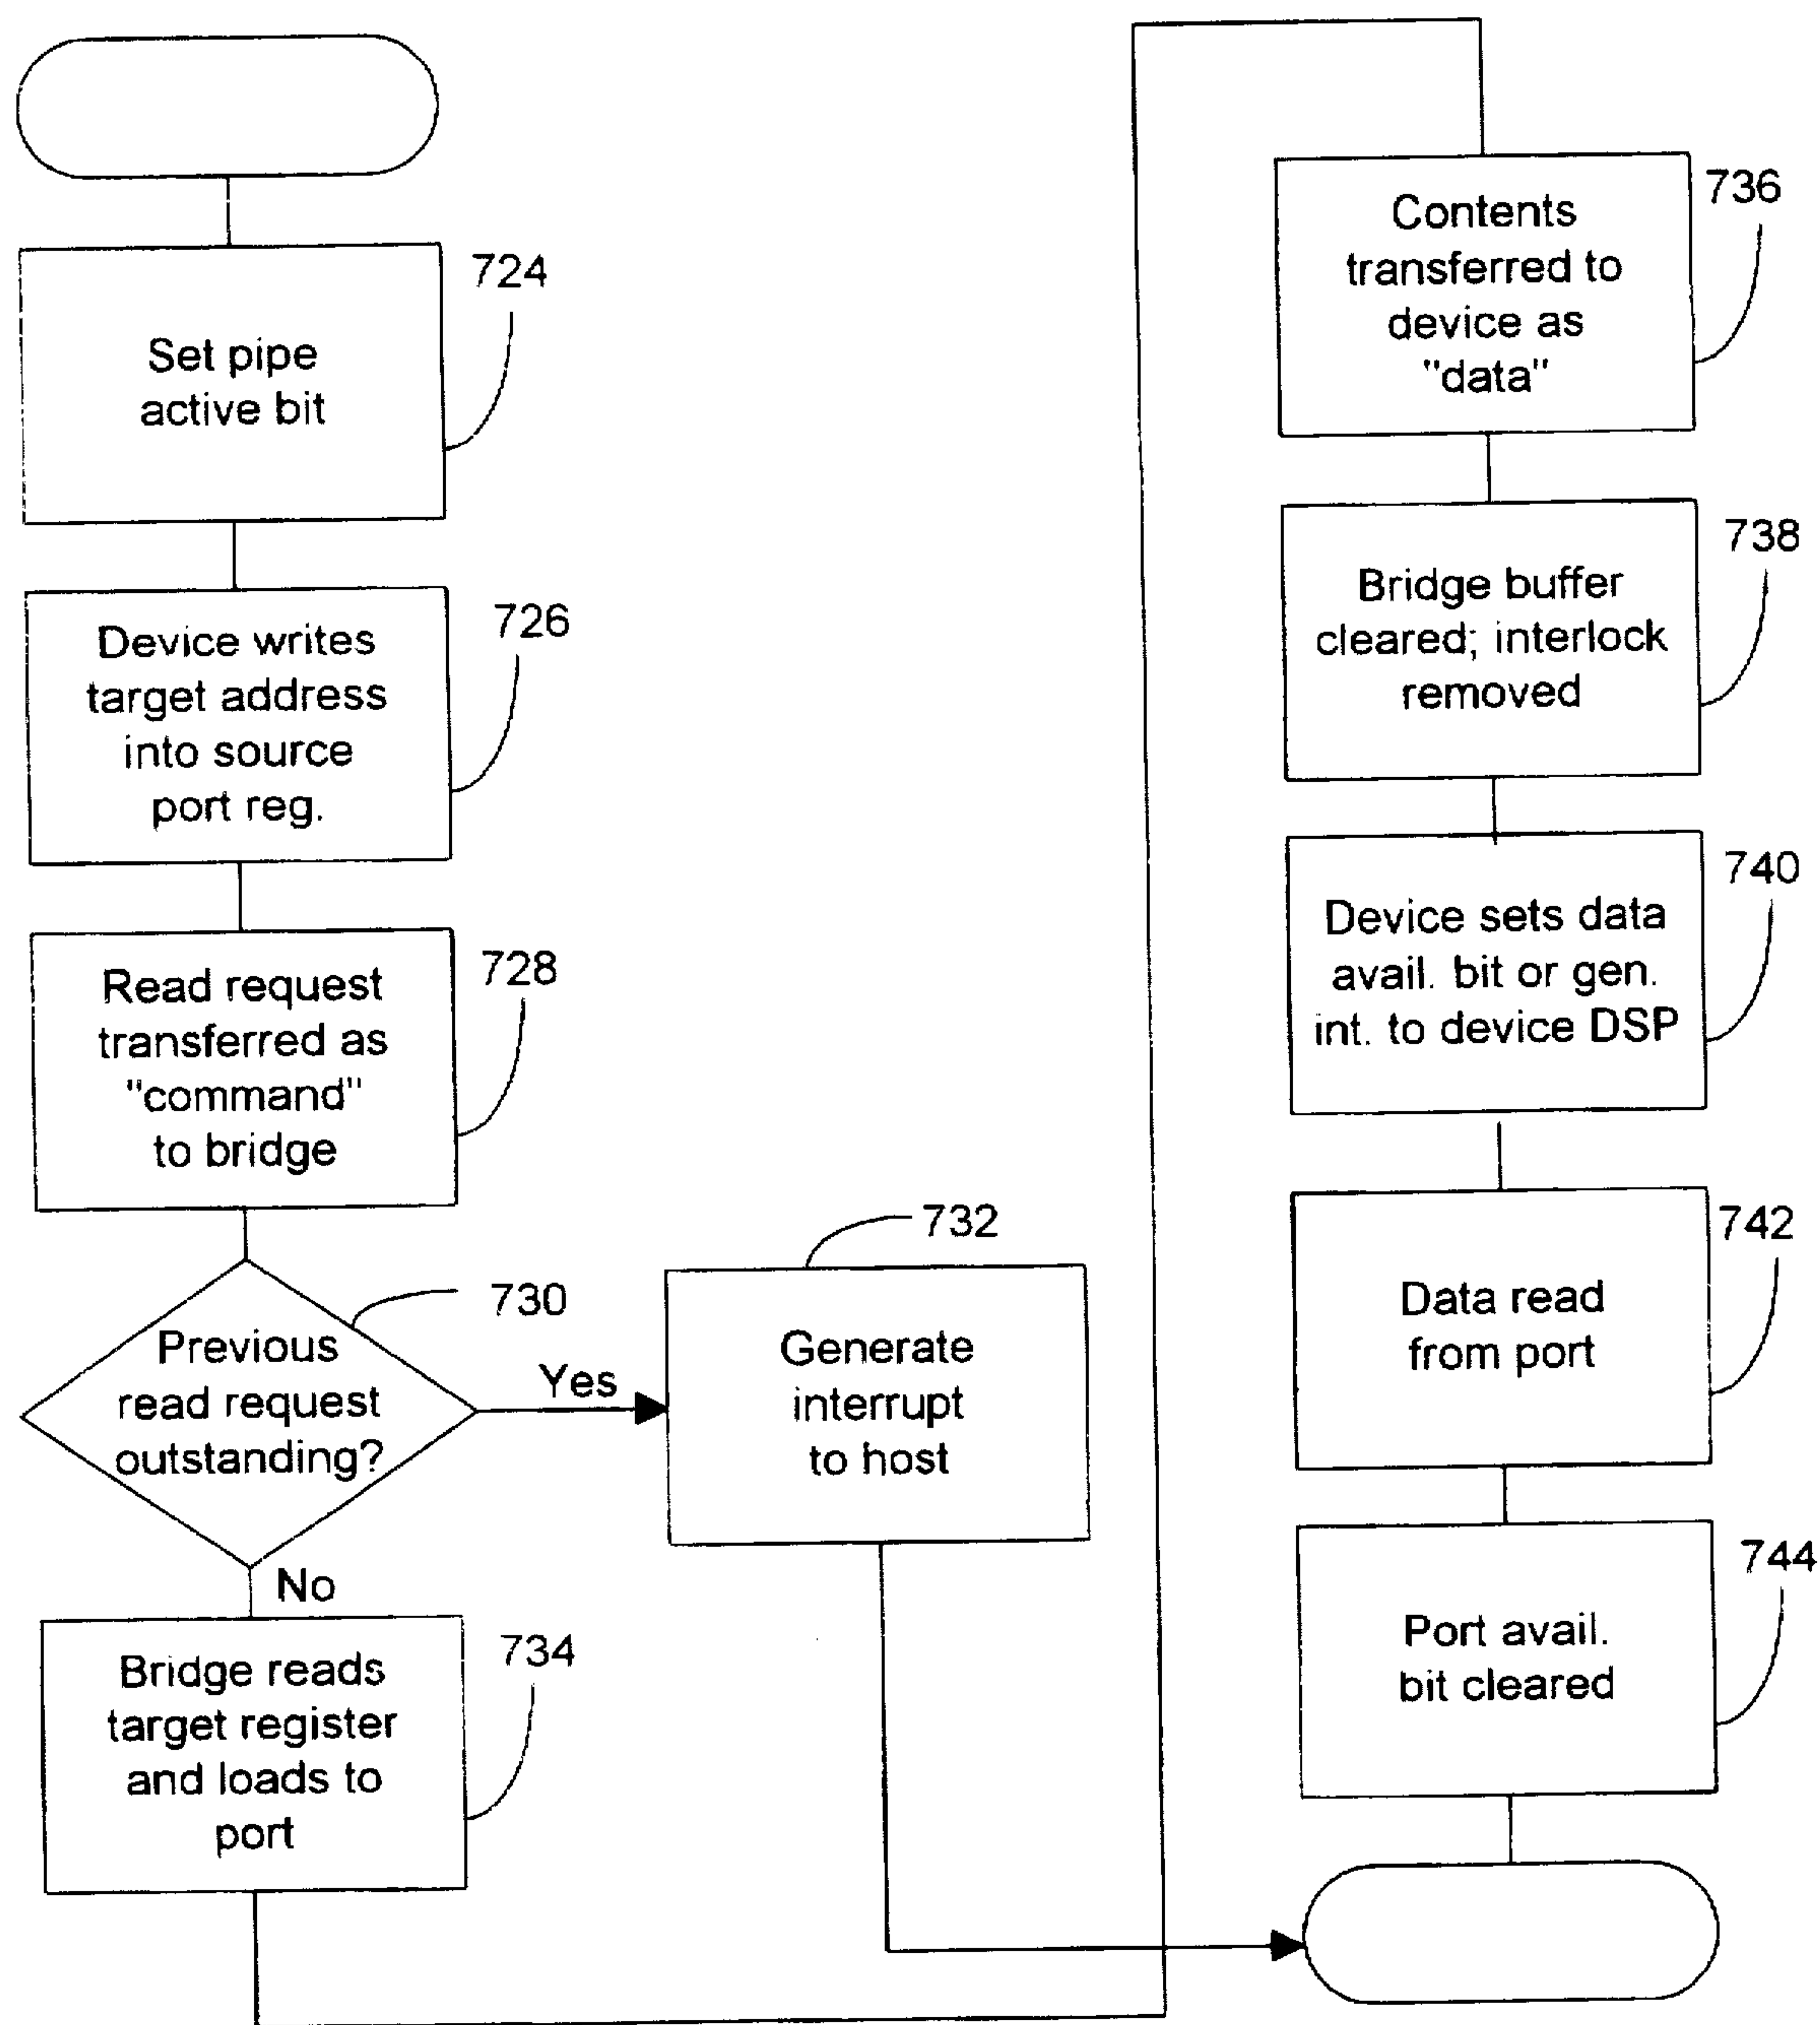 724
Set pipe
active bit
726
Device writes
target address
into source
port reg.
728
Read request
transferred as
"command"
to bridge
730
Previous
read request
outstanding?
Yes
No
732
Generate
interrupt
to host
734
Bridge reads
target register
and loads to
port
736
Contents
transferred to
device as
"data"
738
Bridge buffer
cleared; interlock
removed
740
Device sets data
avail. bit or gen.
int. to device DSP
742
Data read
from port
744
Port avail.
bit cleared